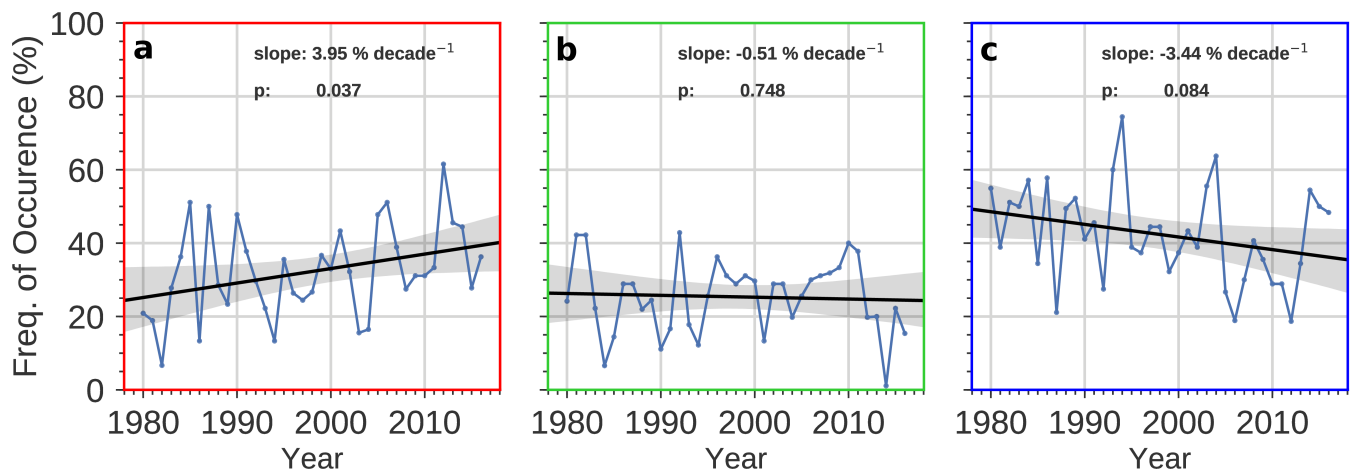 Freq. of Occurence (%)
100
80
60
40
20
0
a
slope: 3.95 % decade⁻¹
p: 0.037
1980 1990 2000 2010
Year
b
slope: -0.51 % decade⁻¹
p: 0.748
1980 1990 2000 2010
Year
c
slope: -3.44 % decade⁻¹
p: 0.084
1980 1990 2000 2010
Year